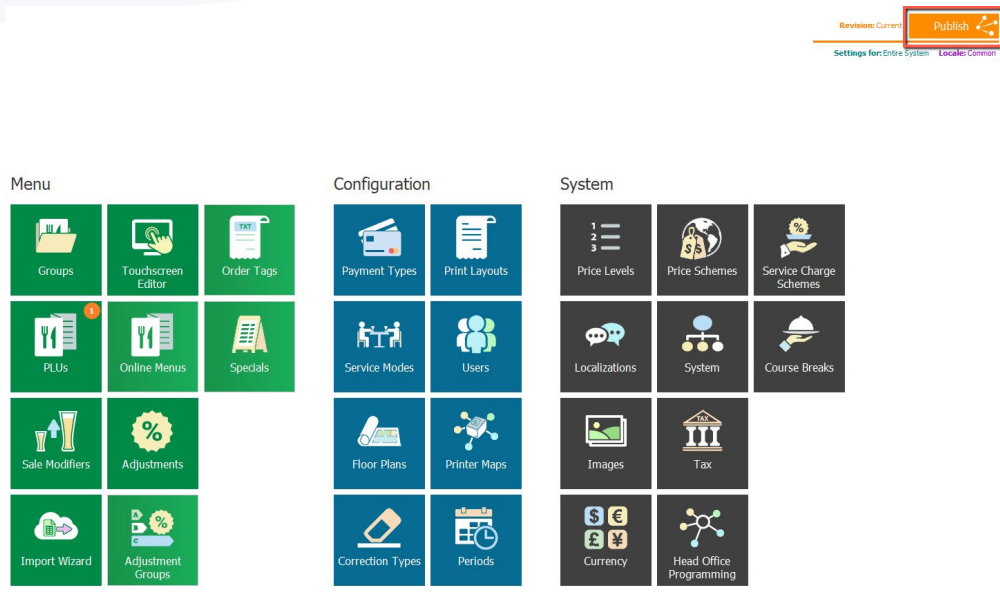 Revision: Current
Publish
Settings for: Entire System Locale: Common
Menu
Configuration
System
TXT
1
2
3
$ $
%
Groups
Touchscreen
Editor
Order Tags
Payment Types
Print Layouts
Price Levels
Price Schemes
Service Charge
Schemes
1
PLUs
Online Menus
Specials
Service Modes
Users
Localizations
System
Course Breaks
%
TAX
Sale Modifiers
Adjustments
Floor Plans
Printer Maps
Images
Tax
A
B %
C
$ €
£ ¥
Import Wizard
Adjustment
Groups
Correction Types
Periods
Currency
Head Office
Programming